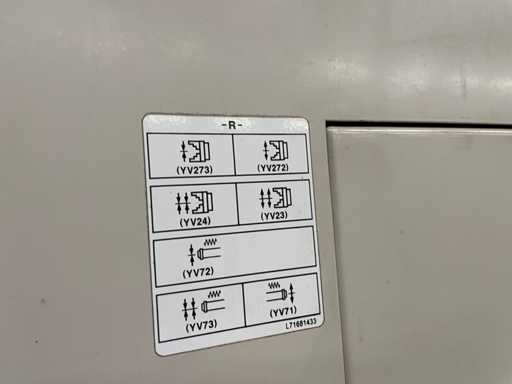 -R-
(YV273) (YV272)
(YV24) (YV23)
(YV72)
(YV73) (YV71)
L71681433